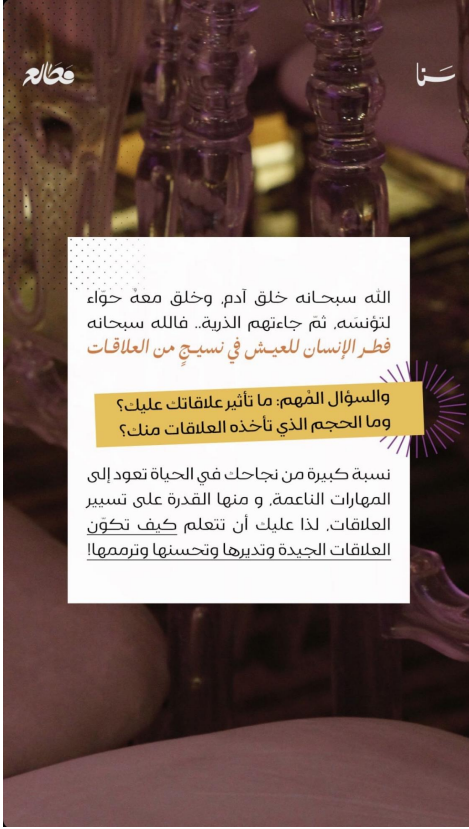 سَنّا
فطالع
الله سبحانه خلق آدم، وخلق معهُ حوّاء
لتؤنسَه، ثمّ جاءتهم الذرية.. فالله سبحانه
فطر الإنسان للعيش في نسيجٍ من العلاقات
والسؤال المُهم: ما تأثير علاقاتك عليك؟
وما الحجم الذي تأخذه العلاقات منك؟
نسبة كبيرة من نجاحك في الحياة تعود إلى
المهارات الناعمة، و منها القدرة على تسيير
العلاقات، لذا عليك أن تتعلم كيف تكوّن
العلاقات الجيدة وتديرها وتحسنها وترممها!